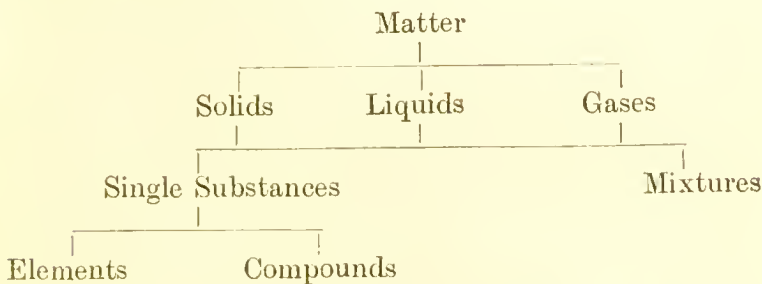 Matter
Solids Liquids Gases
Single Substances Mixtures
Elements Compounds